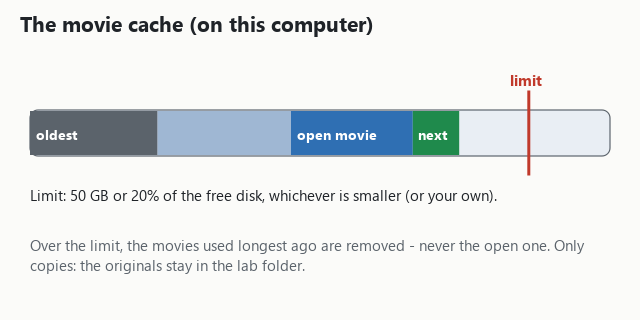 The movie cache (on this computer)
limit
oldest
open movie
next
Limit: 50 GB or 20% of the free disk, whichever is smaller (or your own).
Over the limit, the movies used longest ago are removed - never the open one. Only
copies: the originals stay in the lab folder.